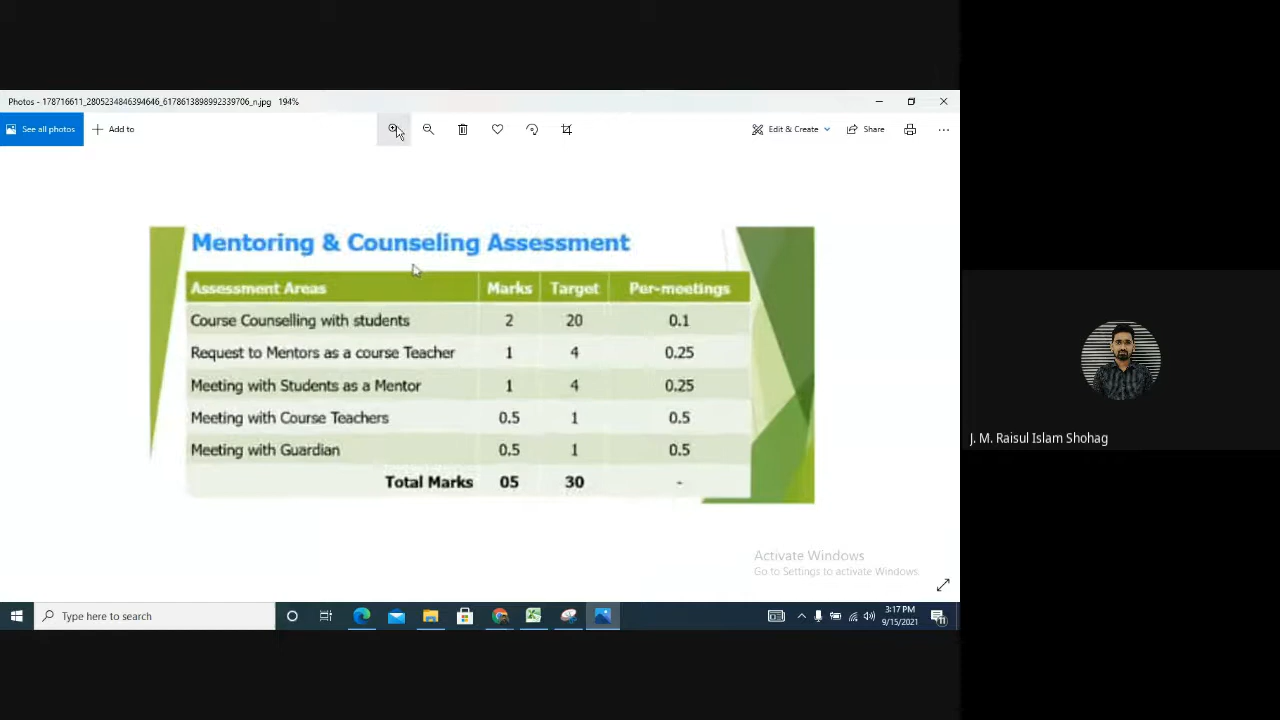 Photos - 178716611_2805234846394646_6178613898992339706_n.jpg 194%
See all photos
Add to
Edit & Create
Share
Mentoring & Counseling Assessment
Assessment Areas Marks Target Per-meetings
Course Counselling with students 2 20 0.1
Request to Mentors as a course Teacher 1 4 0.25
Meeting with Students as a Mentor 1 4 0.25
Meeting with Course Teachers 0.5 1 0.5
Meeting with Guardian 0.5 1 0.5
Total Marks 05 30 -
J. M. Raisul Islam Shohag
Activate Windows
Go to Settings to activate Windows.
Type here to search
3:17 PM
9/15/2021